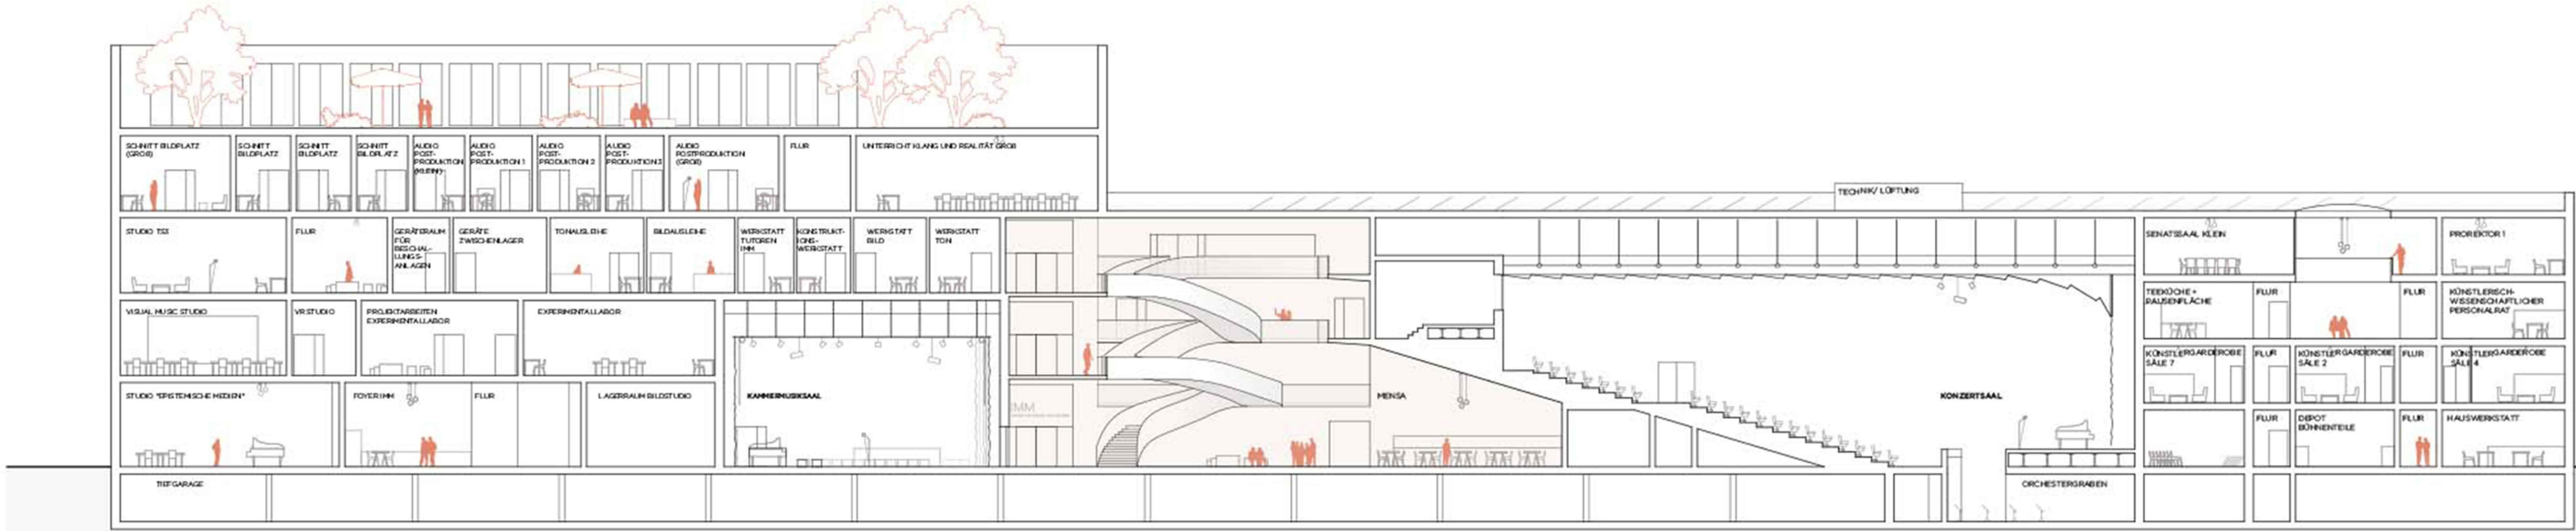 SCHNITT BILDPLATZ
(GROß)
SCHNITT
BILDPLATZ
SCHNITT
BILDPLATZ
SCHNITT
BILDPLATZ
AUDIO
POST-
PRODUKTION
(KLEIN)
AUDIO
POST-
PRODUKTION 1
AUDIO
POST-
PRODUKTION 2
AUDIO
POST-
PRODUKTION 3
AUDIO
POSTPRODUKTION
(GROß)
FLUR
UNTERRICHT KLANG UND REALITÄT GROß
TECHNIK/ LÜFTUNG
STUDIO TSI
FLUR
GERÄTERAUM
FÜR
BESCHAL-
LUNGS-
ANLAGEN
GERÄTE
ZWISCHENLAGER
TONAUSLEIHE
BILDAUSLEIHE
WERKSTATT
TUTOREN
IMM
KONSTRUKT-
IONS-
WERKSTATT
WERKSTATT
BILD
WERKSTATT
TON
SENATSSAAL KLEIN
PROREKTOR 1
VISUAL MUSIC STUDIO
VR STUDIO
PROJEKTARBEITEN
EXPERIMENTALLABOR
EXPERIMENTALLABOR
TEEKÜCHE +
PAUSENFLÄCHE
FLUR
FLUR
KÜNSTLERISCH-
WISSENSCHAFTLICHER
PERSONALRAT
KÜNSTLERGARDEROBE
SÄLE 7
FLUR
KÜNSTLERGARDEROBE
SÄLE 2
FLUR
KÜNSTLERGARDEROBE
SÄLE 4
STUDIO "EPISTEMISCHE MEDIEN"
FOYER IMM
FLUR
LAGERRAUM BILDSTUDIO
KAMMERMUSIKSAAL
IMM
MENSA
KONZERTSAAL
FLUR
DEPOT
BÜHNENTEILE
FLUR
HAUSWERKSTATT
TIEFGARAGE
ORCHESTERGRABEN